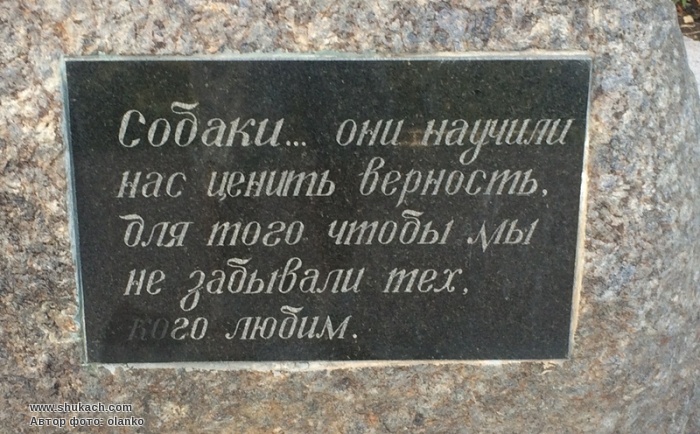 Собаки... они научили
нас ценить верность,
для того чтобы мы
не забывали тех,
кого любим.
www.shukach.com
Автор фото: olanko